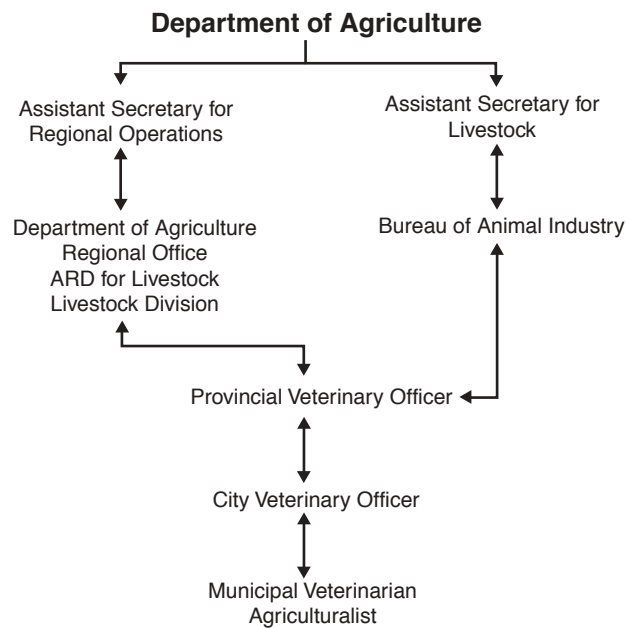 Department of Agriculture
Assistant Secretary for
Regional Operations
Assistant Secretary for
Livestock
Department of Agriculture
Regional Office
ARD for Livestock
Livestock Division
Bureau of Animal Industry
Provincial Veterinary Officer
City Veterinary Officer
Municipal Veterinarian
Agriculturalist